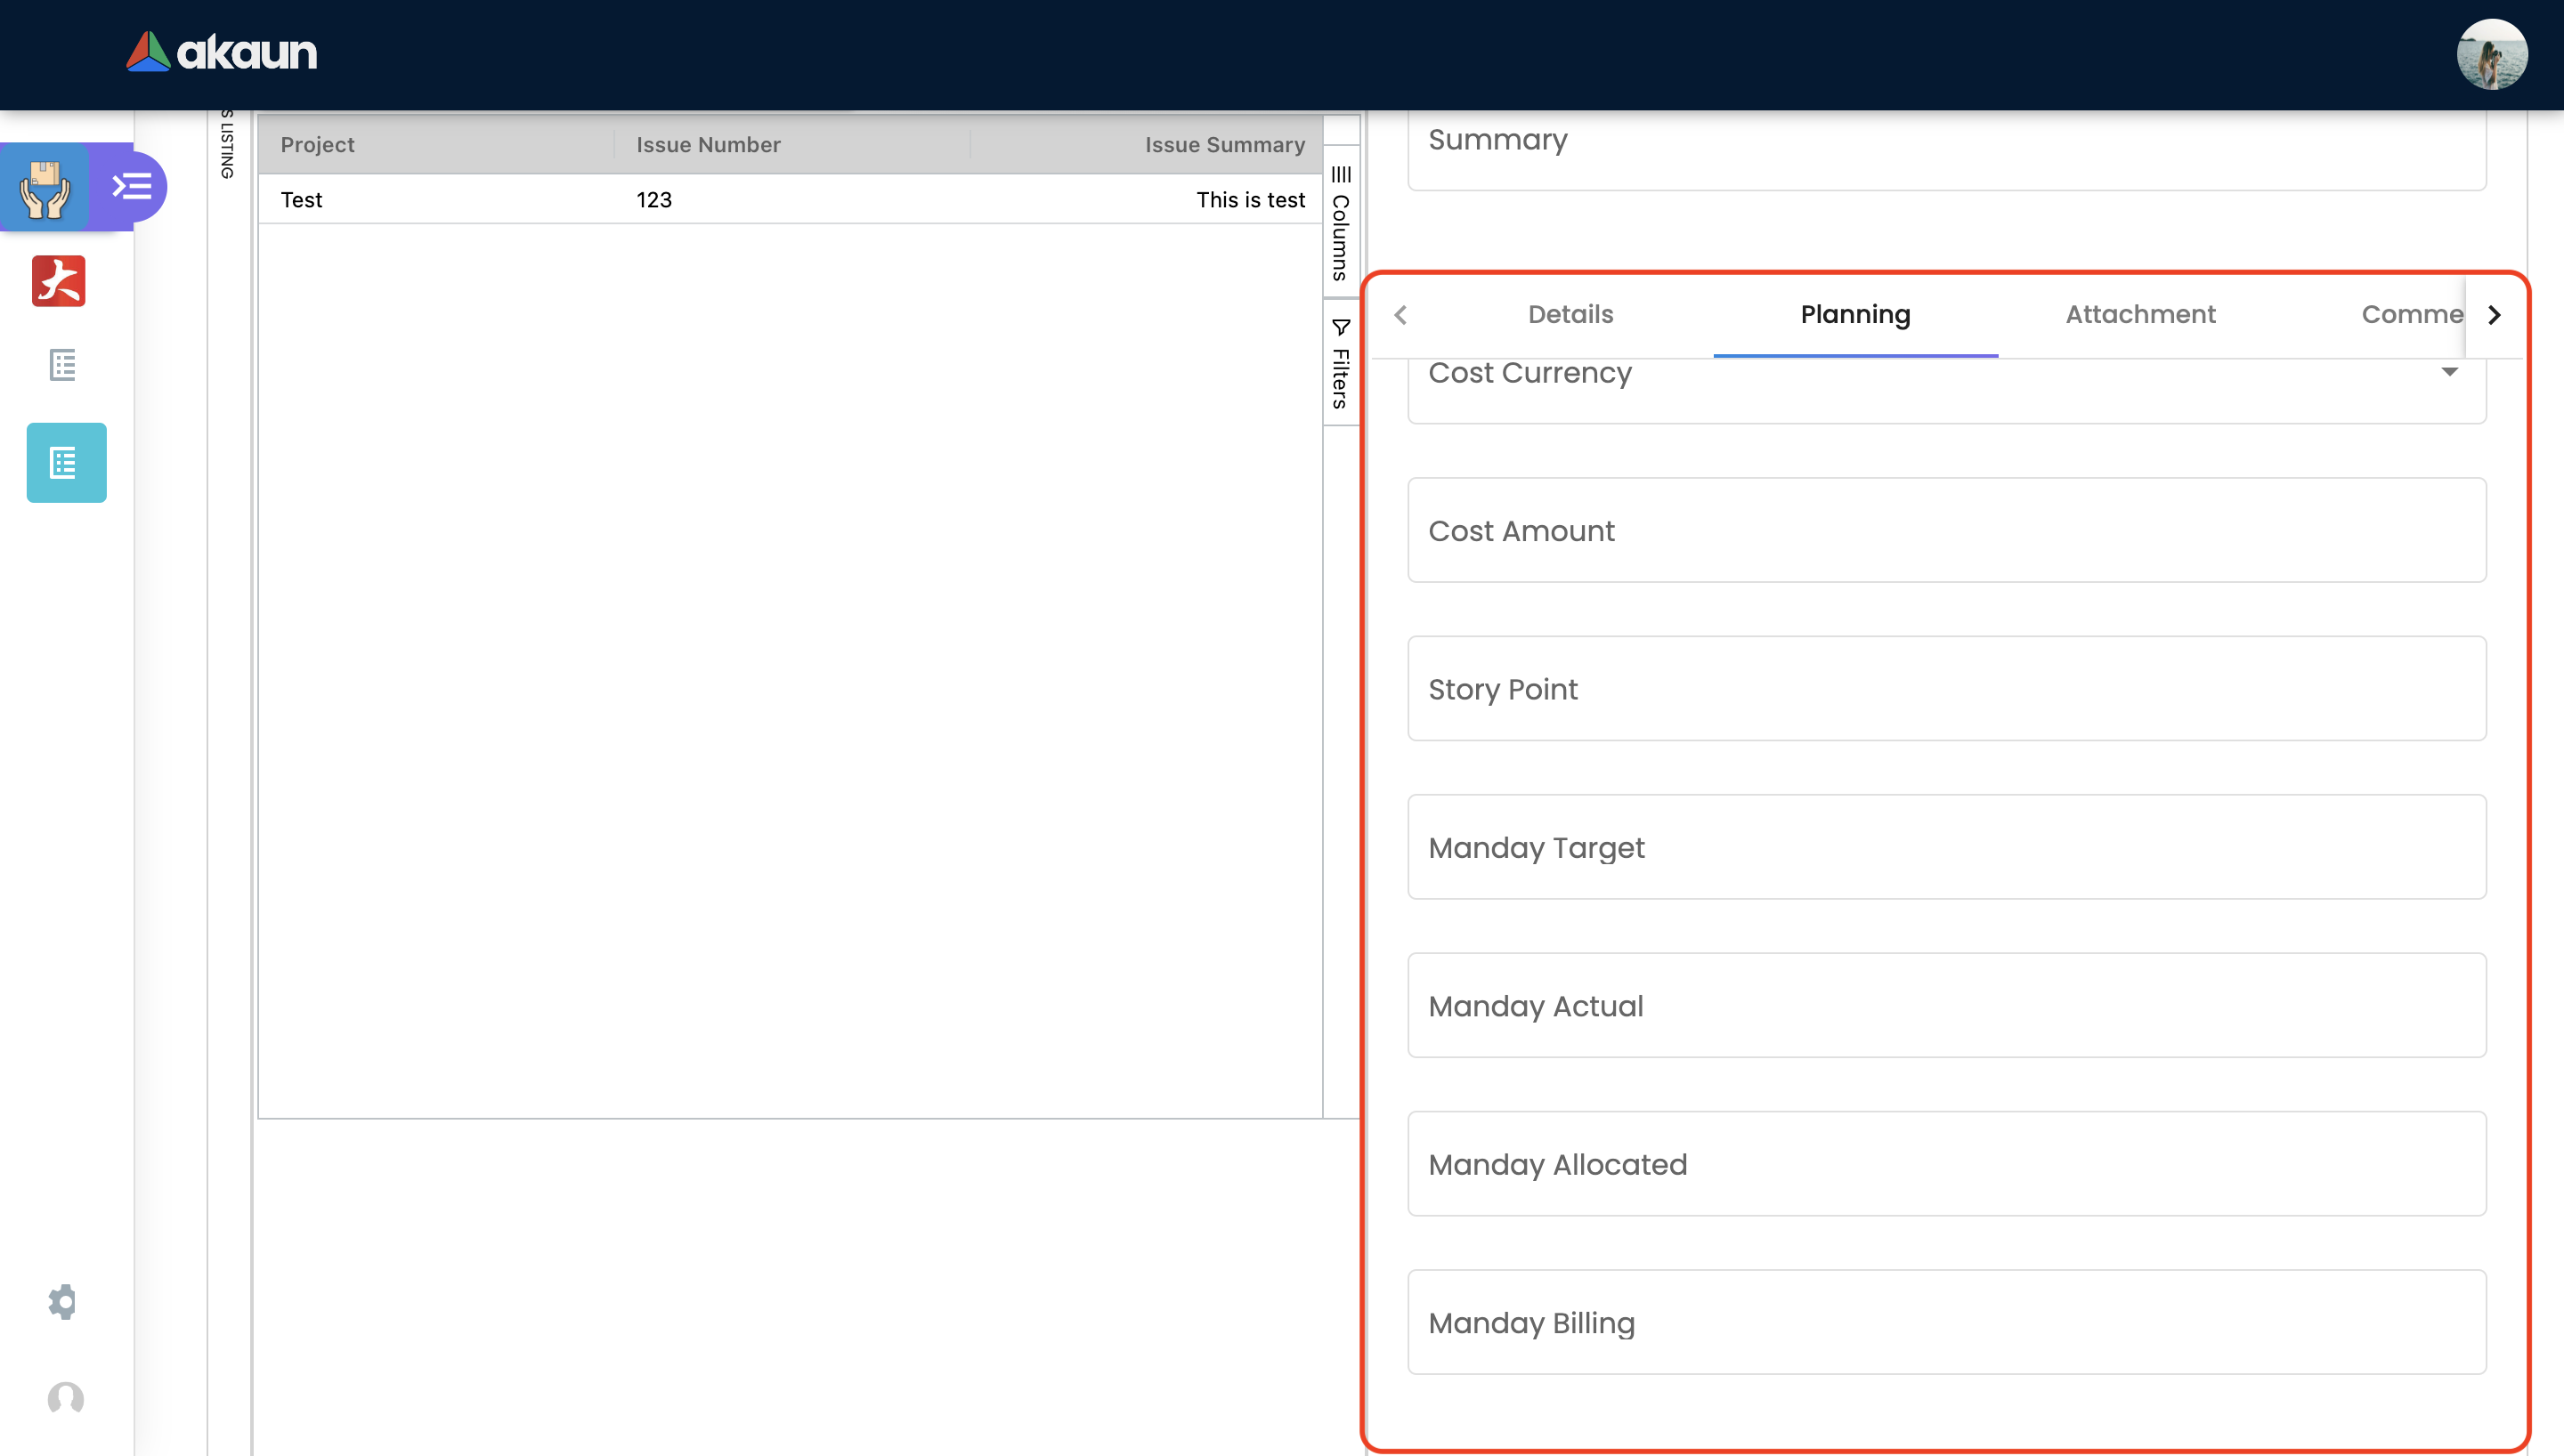 akaun
S LISTING
Project Issue Number Issue Summary
Test 123 This is test
Columns
Filters
Summary
Details Planning Attachment Comme
Cost Currency
Cost Amount
Story Point
Manday Target
Manday Actual
Manday Allocated
Manday Billing